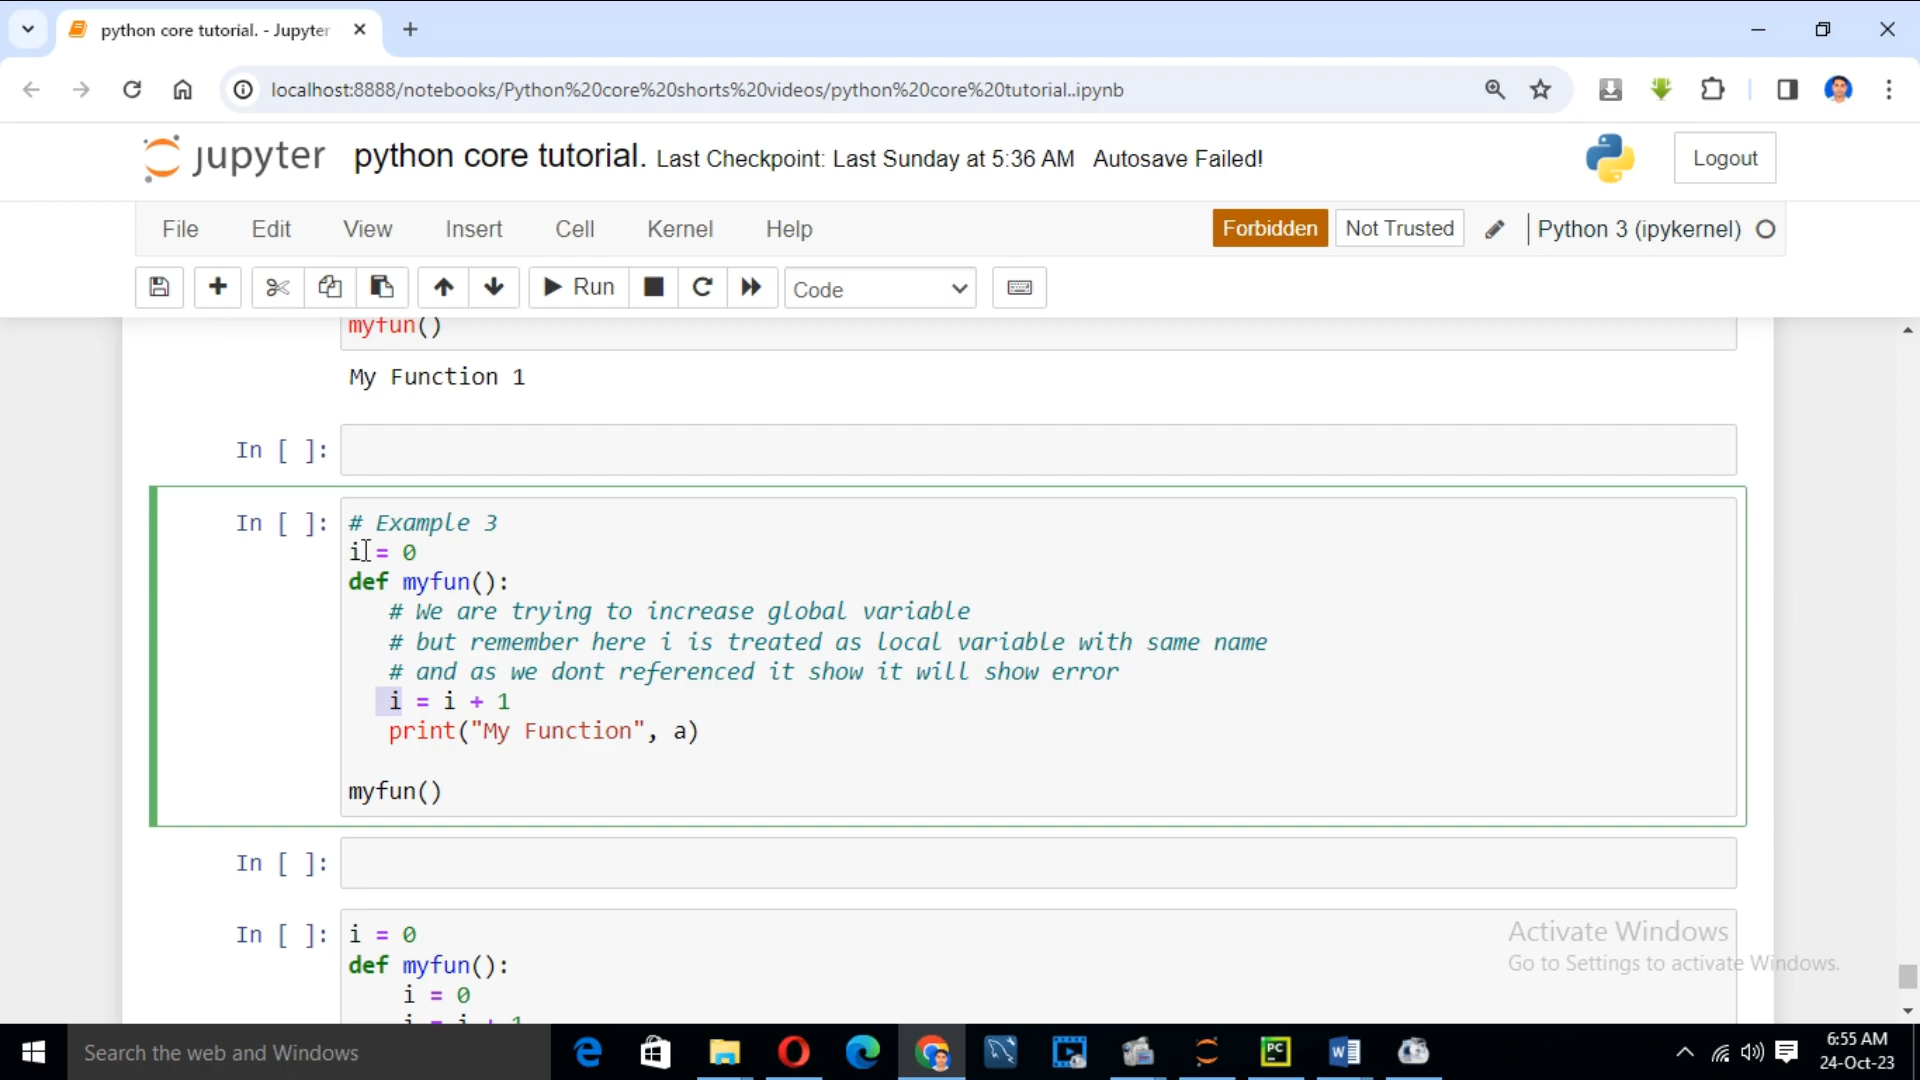 python core tutorial. - Jupyter
localhost:8888/notebooks/Python%20core%20shorts%20videos/python%20core%20tutorial..ipynb
jupyter python core tutorial. Last Checkpoint: Last Sunday at 5:36 AM Autosave Failed!
Logout
File Edit View Insert Cell Kernel Help
Forbidden Not Trusted Python 3 (ipykernel)
Run Code
myfun()
My Function 1
In [ ]:
In [ ]: # Example 3
i = 0
def myfun():
# We are trying to increase global variable
# but remember here i is treated as local variable with same name
# and as we dont referenced it show it will show error
i = i + 1
print("My Function", a)
myfun()
In [ ]:
In [ ]: i = 0
def myfun():
i = 0
i = i + 1
Activate Windows
Go to Settings to activate Windows.
Search the web and Windows
PC
W
6:55 AM
24-Oct-23